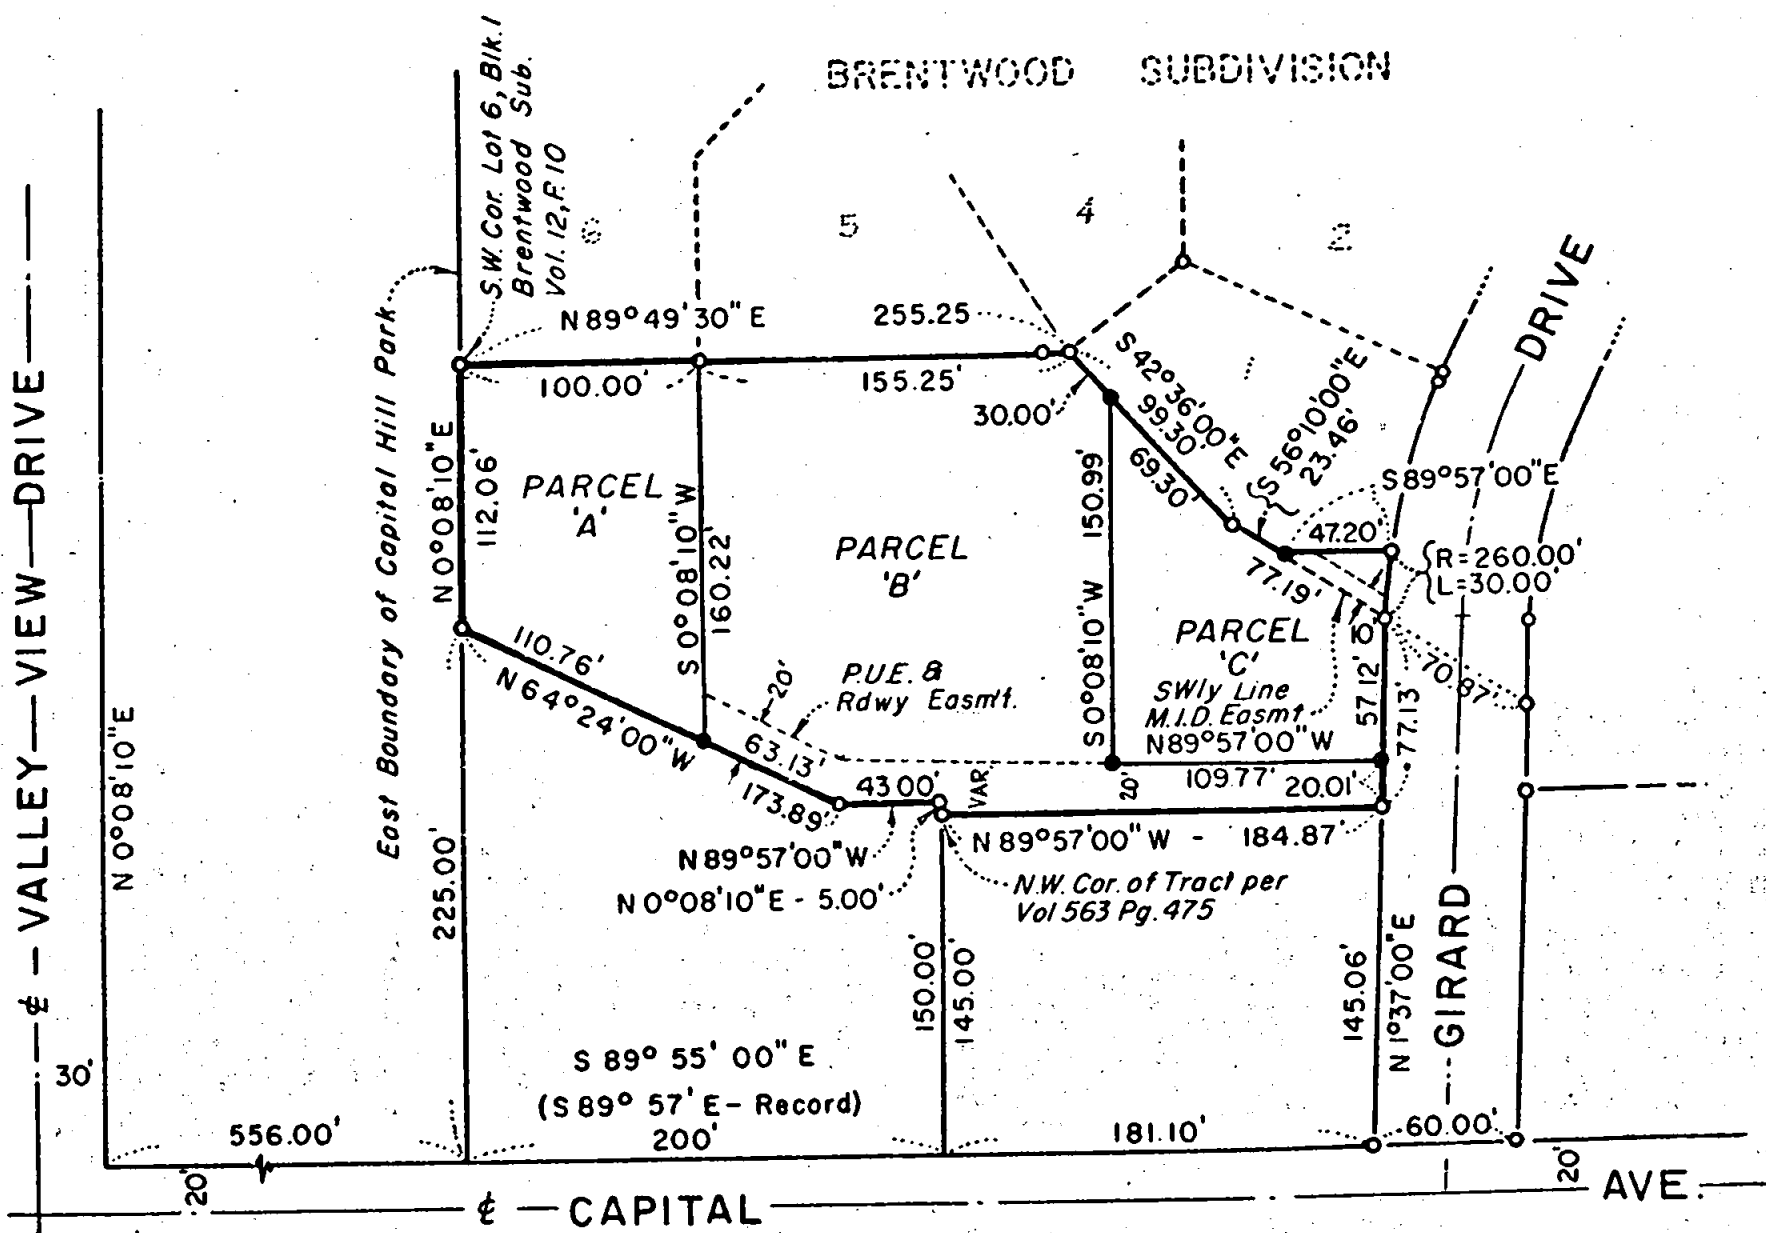 BRENTWOOD SUBDIVISION
S.W. Cor. Lot 6, Blk. 1
Brentwood Sub.
Vol. 12, P. 10
6
5
4
2
1
DRIVE
East Boundary of Capital Hill Park
N 89° 49' 30" E
255.25
100.00'
155.25'
30.00'
S 42° 36' 00" E
99.30'
69.30'
S 56° 10' 00" E
23.46'
S 89° 57' 00" E
47.20'
R = 260.00'
L = 30.00'
N 0° 08' 10" E
112.06'
PARCEL
'A'
S 0° 08' 10" W
160.22'
PARCEL
'B'
150.99'
S 0° 08' 10" W
77.19'
10'
PARCEL
'C'
SWly Line
M.I.D. Easmt
N 89° 57' 00" W
57.12'
77.13'
70.87'
110.76'
N 64° 24' 00" W
20'
P.U.E. &
Rdwy Easm't.
63.13'
173.89'
43.00'
VAR.
20'
109.77'
20.01'
N 89° 57' 00" W - 184.87'
N 89° 57' 00" W
N 0° 08' 10" E - 5.00'
N.W. Cor. of Tract per
Vol 563 Pg. 475
℄ - VALLEY - VIEW - DRIVE
N 0° 08' 10" E
225.00'
150.00'
145.00'
145.06'
N 1° 37' 00" E
GIRARD
30'
S 89° 55' 00" E
(S 89° 57' E - Record)
556.00'
200'
181.10'
60.00'
20'
20'
℄ - CAPITAL AVE.